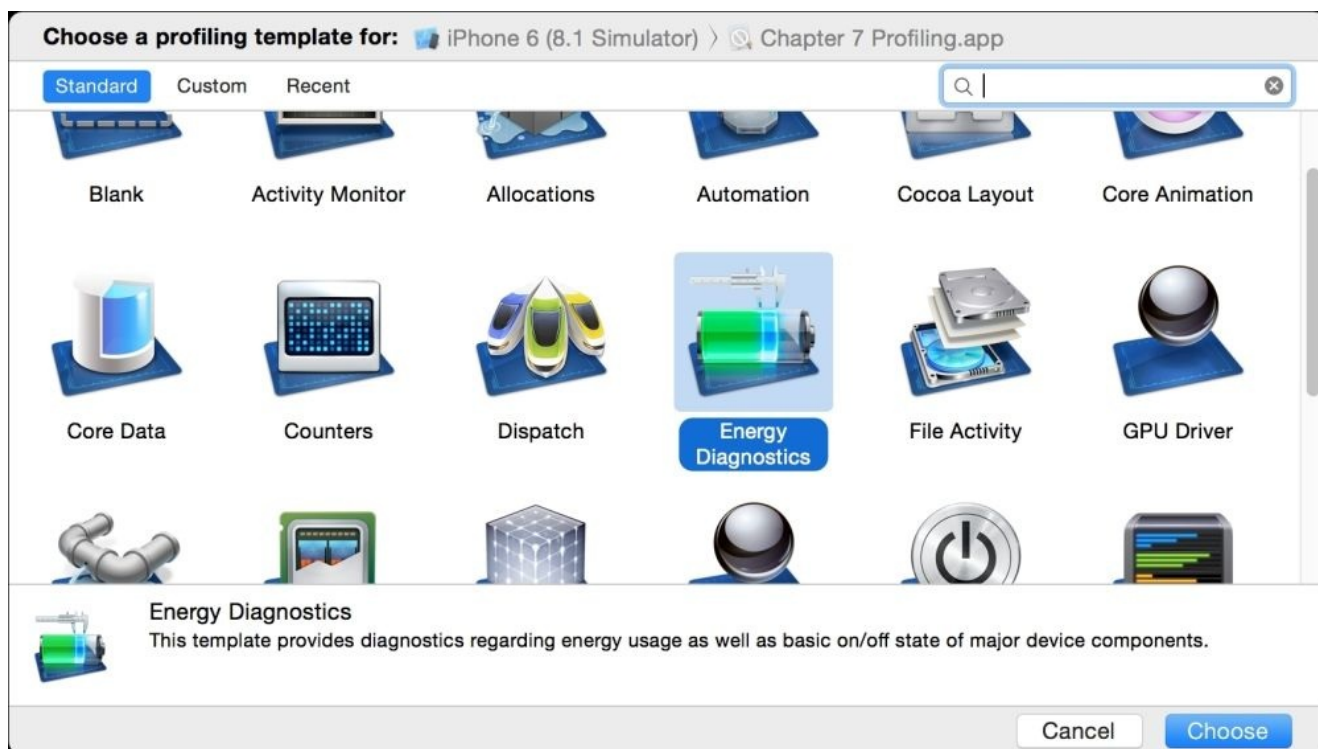 Choose a profiling template for: iPhone 6 (8.1 Simulator) 〉 Chapter 7 Profiling.app
Standard Custom Recent
Blank Activity Monitor Allocations Automation Cocoa Layout Core Animation
Core Data Counters Dispatch Energy Diagnostics File Activity GPU Driver
Energy Diagnostics
This template provides diagnostics regarding energy usage as well as basic on/off state of major device components.
Cancel Choose